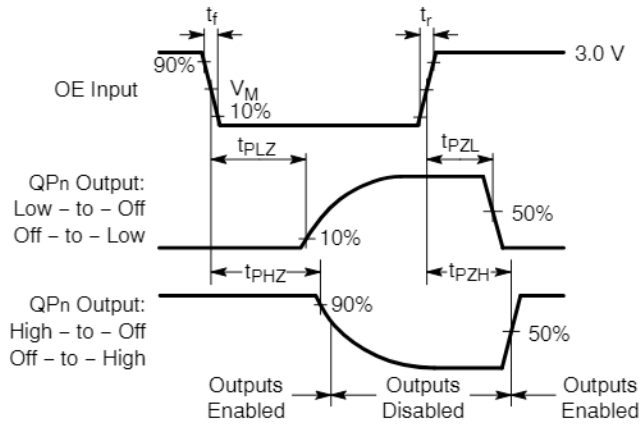 tf
tr
90%
3.0 V
OE Input
VM
10%
tPLZ
tPZL
QPn Output:
Low – to – Off
Off – to – Low
50%
10%
tPHZ
tPZH
QPn Output:
High – to – Off
Off – to – High
90%
50%
Outputs
Enabled
Outputs
Disabled
Outputs
Enabled